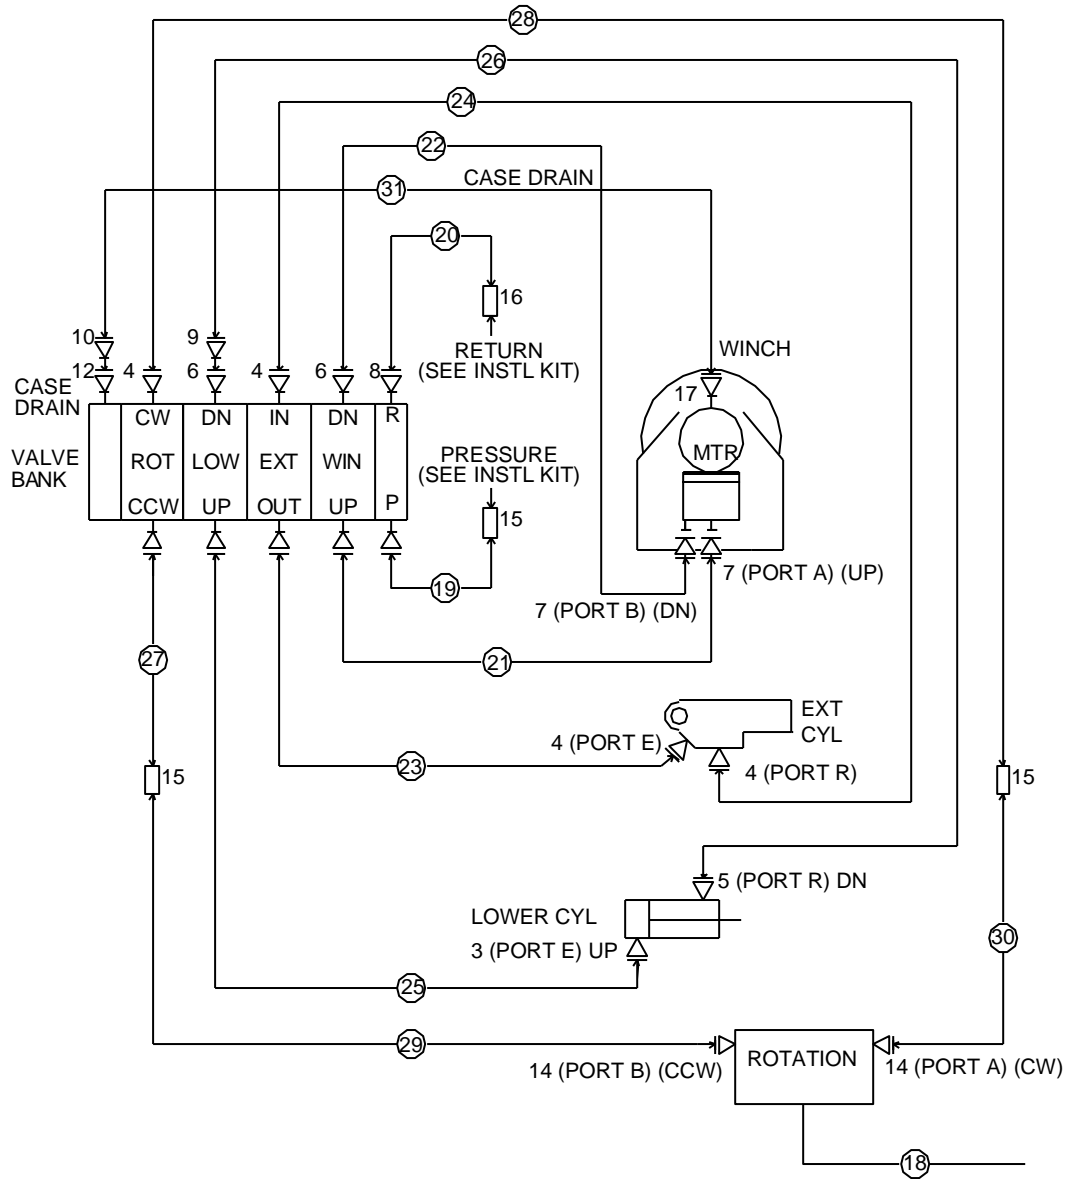 28
26
24
22
CASE DRAIN
31
20
16
10
9
RETURN
(SEE INSTL KIT)
WINCH
12
4
6
4
6
8
17
CASE
DRAIN
CW
DN
IN
DN
R
VALVE
BANK
ROT
LOW
EXT
WIN
PRESSURE
(SEE INSTL KIT)
MTR
CCW
UP
OUT
UP
P
15
7 (PORT A) (UP)
19
7 (PORT B) (DN)
27
21
EXT
CYL
4 (PORT E)
23
4 (PORT R)
15
15
5 (PORT R) DN
LOWER CYL
3 (PORT E) UP
30
25
29
ROTATION
14 (PORT B) (CCW)
14 (PORT A) (CW)
18